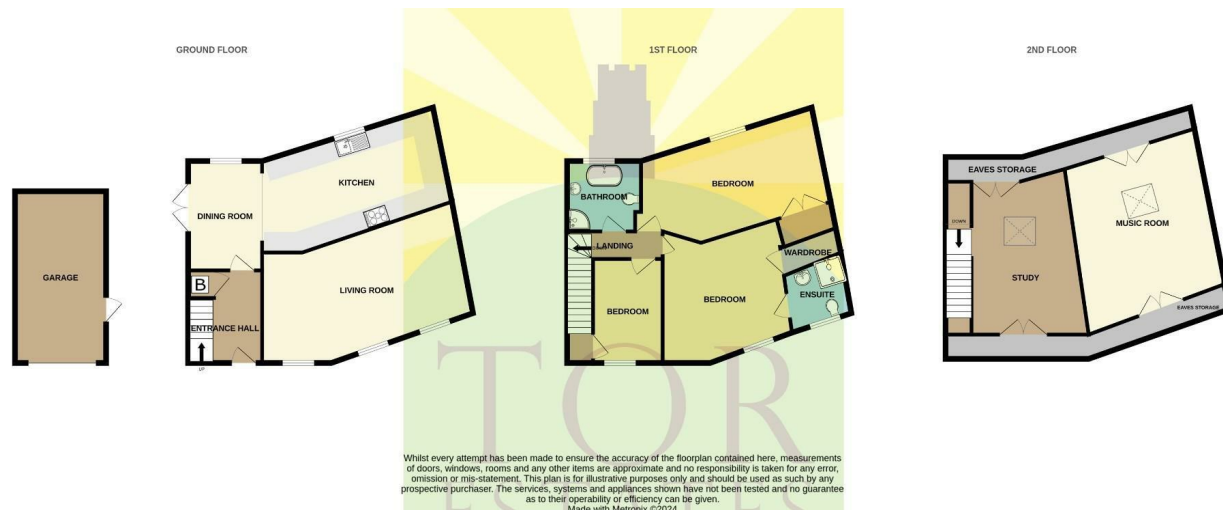 GROUND FLOOR
GARAGE
DINING ROOM
KITCHEN
LIVING ROOM
B
ENTRANCE HALL
UP
1ST FLOOR
BATHROOM
BEDROOM
LANDING
WARDROBE
ENSUITE
BEDROOM
BEDROOM
2ND FLOOR
EAVES STORAGE
DOWN
MUSIC ROOM
STUDY
EAVES STORAGE
TOR
ESTATES
Whilst every attempt has been made to ensure the accuracy of the floorplan contained here, measurements
of doors, windows, rooms and any other items are approximate and no responsibility is taken for any error,
omission or mis-statement. This plan is for illustrative purposes only and should be used as such by any
prospective purchaser. The services, systems and appliances shown have not been tested and no guarantee
as to their operability or efficiency can be given.
Made with Metropix ©2024